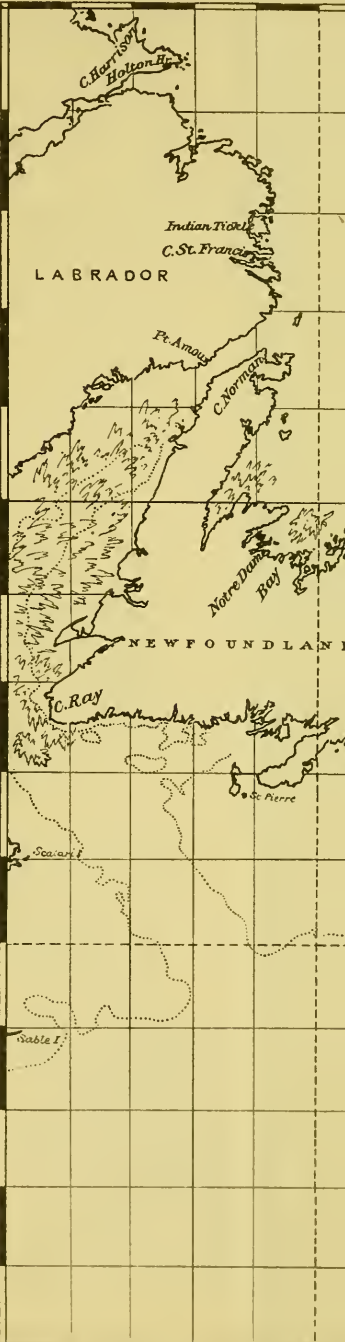 C. Harrison
Holton Hr.
Indian Tickle
C. St. Francis
LABRADOR
Pt. Amour
C. Norman
Notre Dame
Bay
NEWFOUNDLAND
C. Ray
St Pierre
Scatari I
Sable I